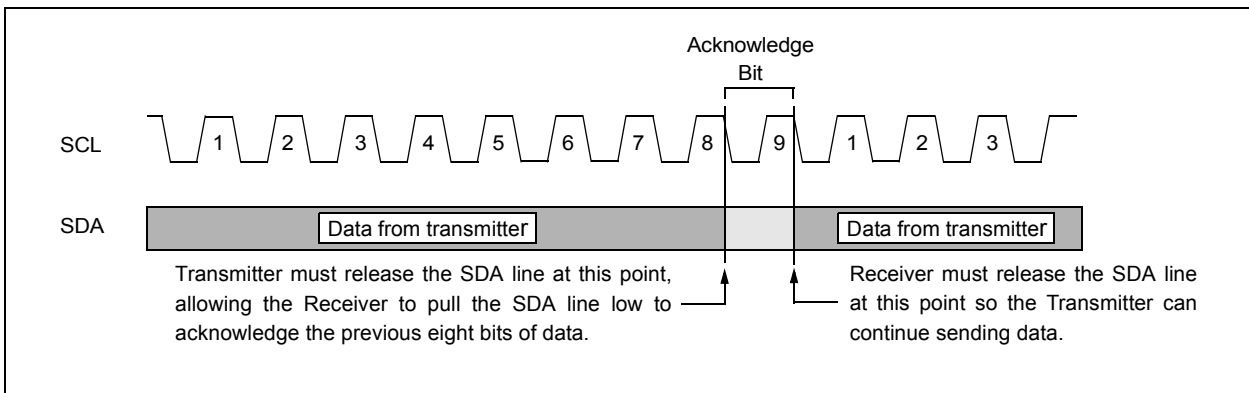 Acknowledge
Bit
SCL
1 2 3 4 5 6 7 8 9 1 2 3
SDA
Data from transmitter
Data from transmitter
Transmitter must release the SDA line at this point,
allowing the Receiver to pull the SDA line low to
acknowledge the previous eight bits of data.
Receiver must release the SDA line
at this point so the Transmitter can
continue sending data.